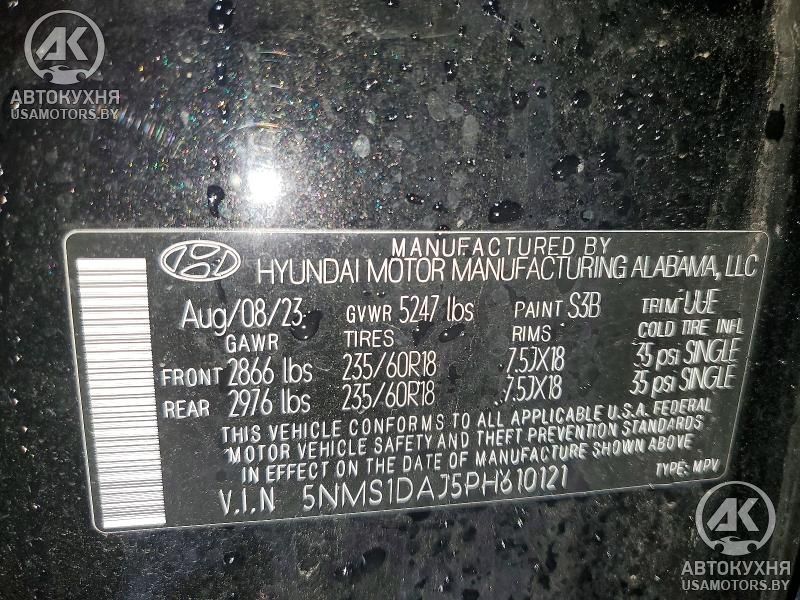 АК
АВТОКУХНЯ
USAMOTORS.BY
MANUFACTURED BY
HYUNDAI MOTOR MANUFACTURING ALABAMA, LLC
Aug/08/23 GVWR 5247 lbs PAINT S3B TRIM UUE
GAWR TIRES RIMS COLD TIRE INFL
FRONT 2866 lbs 235/60R18 7.5JX18 35 psi SINGLE
REAR 2976 lbs 235/60R18 7.5JX18 35 psi SINGLE
THIS VEHICLE CONFORMS TO ALL APPLICABLE U.S.A. FEDERAL
MOTOR VEHICLE SAFETY AND THEFT PREVENTION STANDARDS
IN EFFECT ON THE DATE OF MANUFACTURE SHOWN ABOVE
V.I.N 5NMS1DAJ5PH610121 TYPE: MPV
АК
АВТОКУХНЯ
USAMOTORS.BY